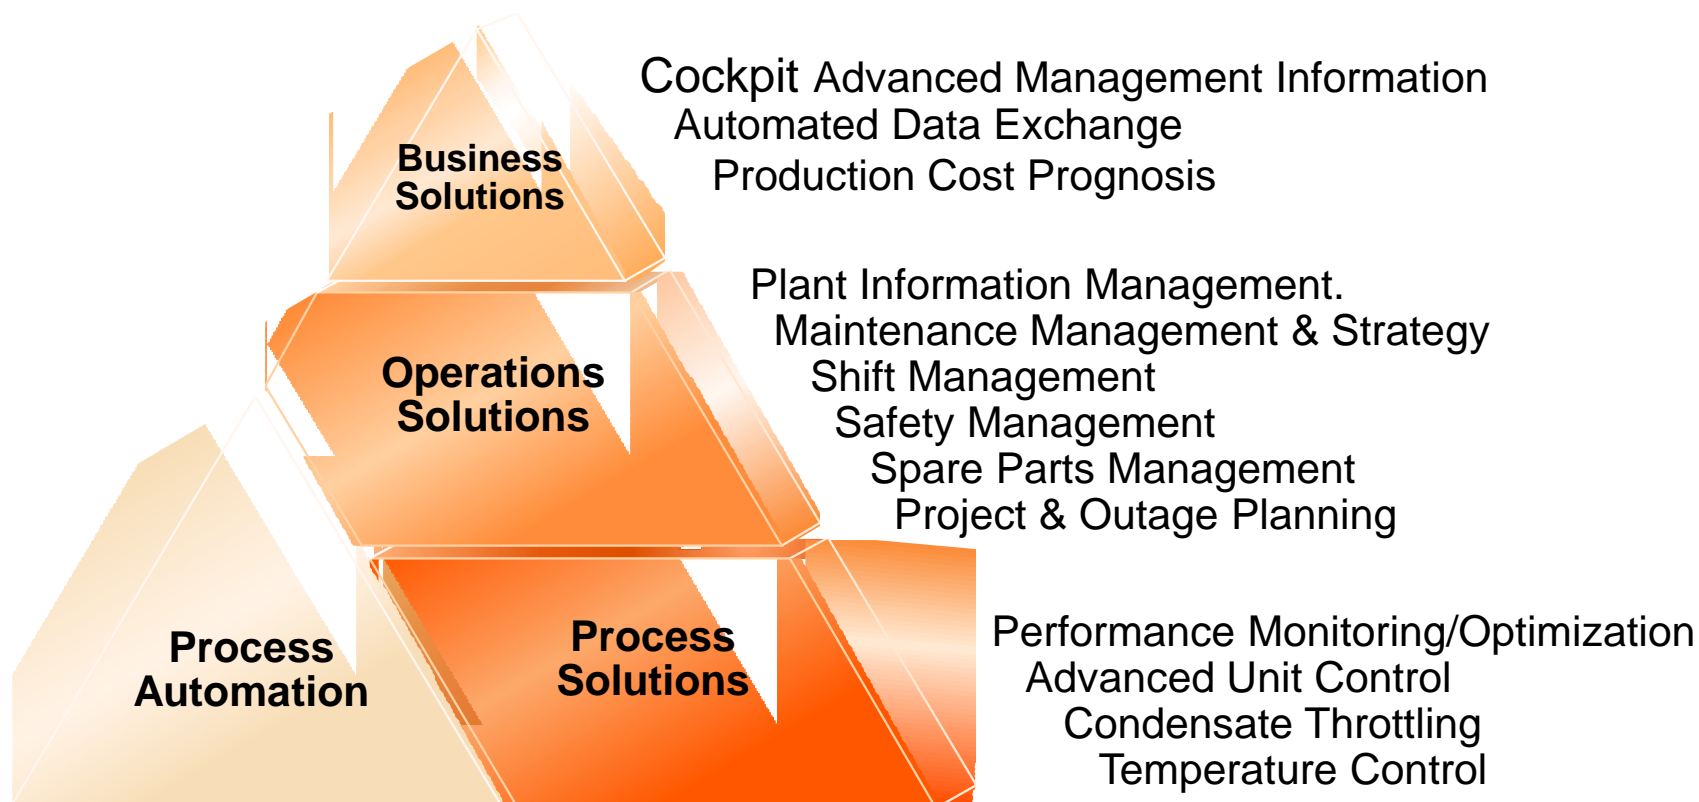 Cockpit Advanced Management Information
Automated Data Exchange
Production Cost Prognosis
Business
Solutions
Plant Information Management.
Maintenance Management & Strategy
Shift Management
Safety Management
Spare Parts Management
Project & Outage Planning
Operations
Solutions
Process
Automation
Process
Solutions
Performance Monitoring/Optimization
Advanced Unit Control
Condensate Throttling
Temperature Control